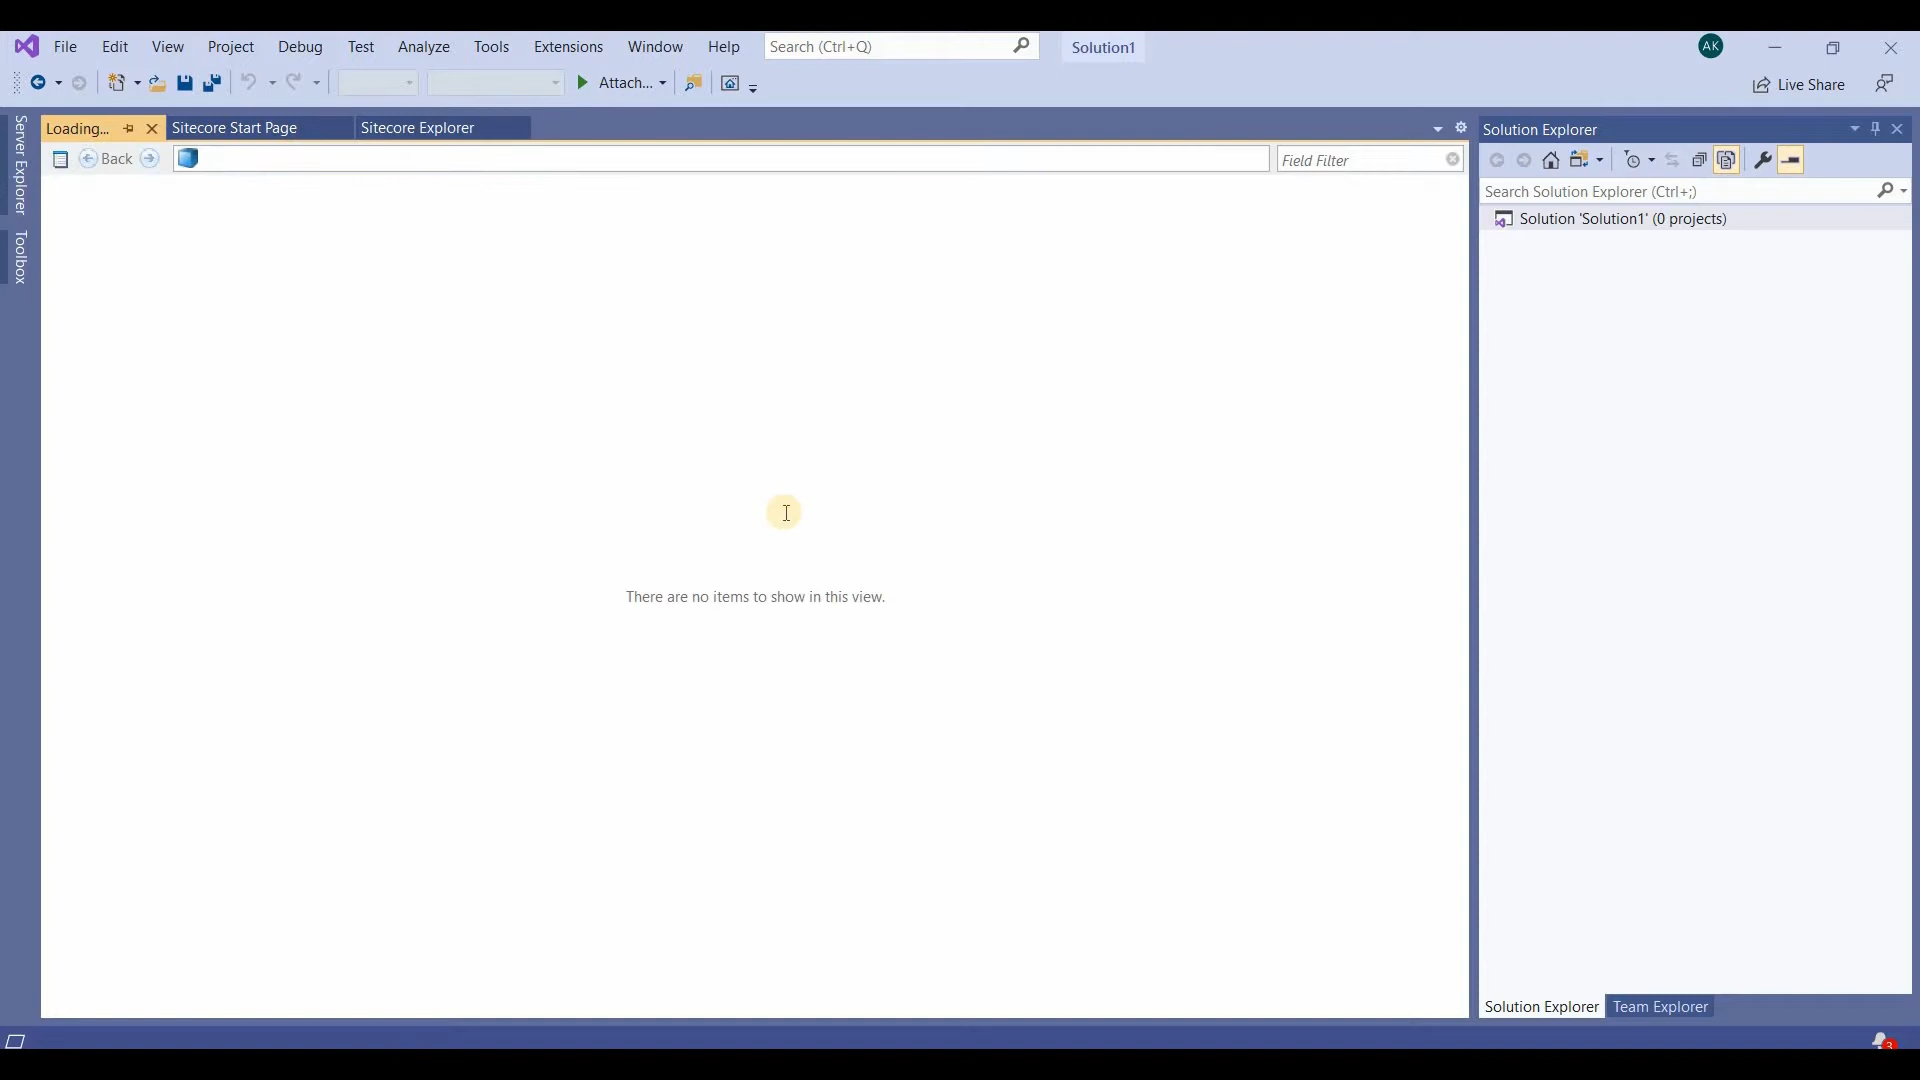 File Edit View Project Debug Test Analyze Tools Extensions Window Help Search (Ctrl+Q) Solution1 AK
Attach... Live Share
Server Explorer
Toolbox
Loading... Sitecore Start Page Sitecore Explorer
Back Field Filter
There are no items to show in this view.
Solution Explorer
Search Solution Explorer (Ctrl+;)
Solution 'Solution1' (0 projects)
Solution Explorer Team Explorer
3